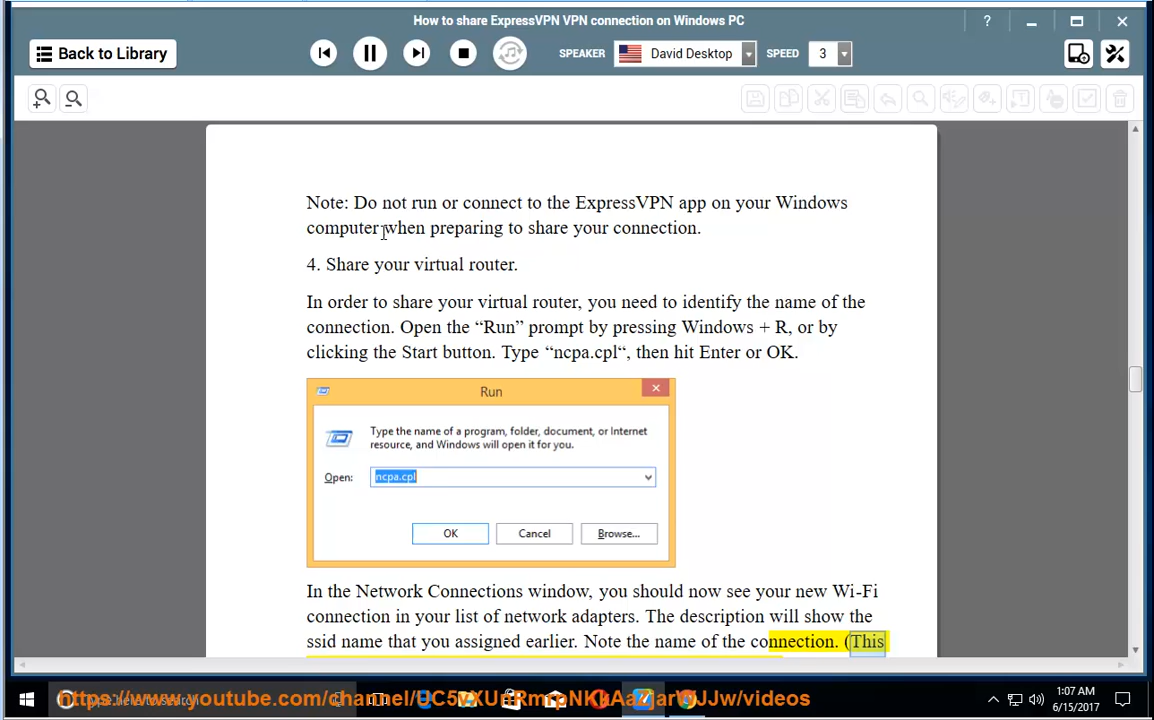 How to share ExpressVPN VPN connection on Windows PC
?
Back to Library
SPEAKER David Desktop SPEED 3
Note: Do not run or connect to the ExpressVPN app on your Windows
computer when preparing to share your connection.
4. Share your virtual router.
In order to share your virtual router, you need to identify the name of the
connection. Open the “Run” prompt by pressing Windows + R, or by
clicking the Start button. Type “ncpa.cpl“, then hit Enter or OK.
Run
Type the name of a program, folder, document, or Internet
resource, and Windows will open it for you.
Open: ncpa.cpl
OK Cancel Browse...
In the Network Connections window, you should now see your new Wi-Fi
connection in your list of network adapters. The description will show the
ssid name that you assigned earlier. Note the name of the connection. (This
1:07 AM
6/15/2017